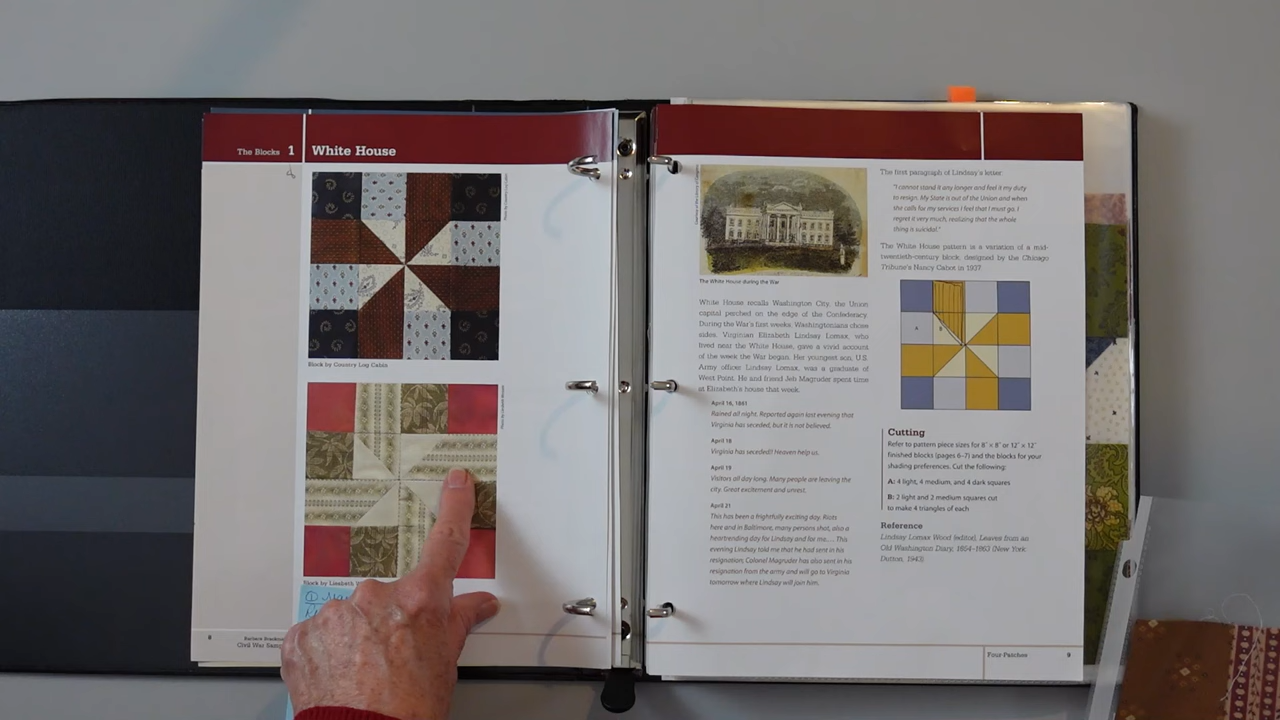 The Blocks 1 White House
Block by Country Log Cabin
8
Civil War
The White House during the War
White House recalls Washington City, the Union
capital perched on the edge of the Confederacy.
During the War's first weeks, Washingtonians chose
sides. Virginian Elizabeth Lindsay Lomax, who
lived near the White House, gave a vivid account
of the week the War began. Her youngest son, U.S.
Army officer Lindsay Lomax, was a graduate of
West Point. He and friend Jeb Magruder spent time
at Elizabeth's house that week.
April 16, 1861
Rained all night. Reported again last evening that
Virginia has seceded, but it is not believed.
April 18
Virginia has seceded!! Heaven help us.
April 19
Visitors all day long. Many people are leaving the
city. Great excitement and unrest.
April 21
This has been a frightfully exciting day. Riots
here and in Baltimore, many persons shot, also a
heartrending day for Lindsay and for me.... This
evening Lindsay told me that he had sent in his
resignation; Colonel Magruder has also sent in his
resignation from the army and will go to Virginia
tomorrow where Lindsay will join him.
The first paragraph of Lindsay's letter:
"I cannot stand it any longer and feel it my duty
to resign. My State is out of the Union and when
she calls for my services I feel that I must go. I
regret it very much, realizing that the whole
thing is suicidal."
The White House pattern is a variation of a mid-
twentieth-century block, designed by the Chicago
Tribune's Nancy Cabot in 1937.
A B
Cutting
Refer to pattern piece sizes for 8" × 8" or 12" × 12"
finished blocks (pages 6–7) and the blocks for your
shading preferences. Cut the following:
A: 4 light, 4 medium, and 4 dark squares
B: 2 light and 2 medium squares cut
to make 4 triangles of each
Reference
Lindsay Lomax Wood (editor), Leaves from an
Old Washington Diary, 1854–1863 (New York:
Dutton, 1943).
Four-Patches 9